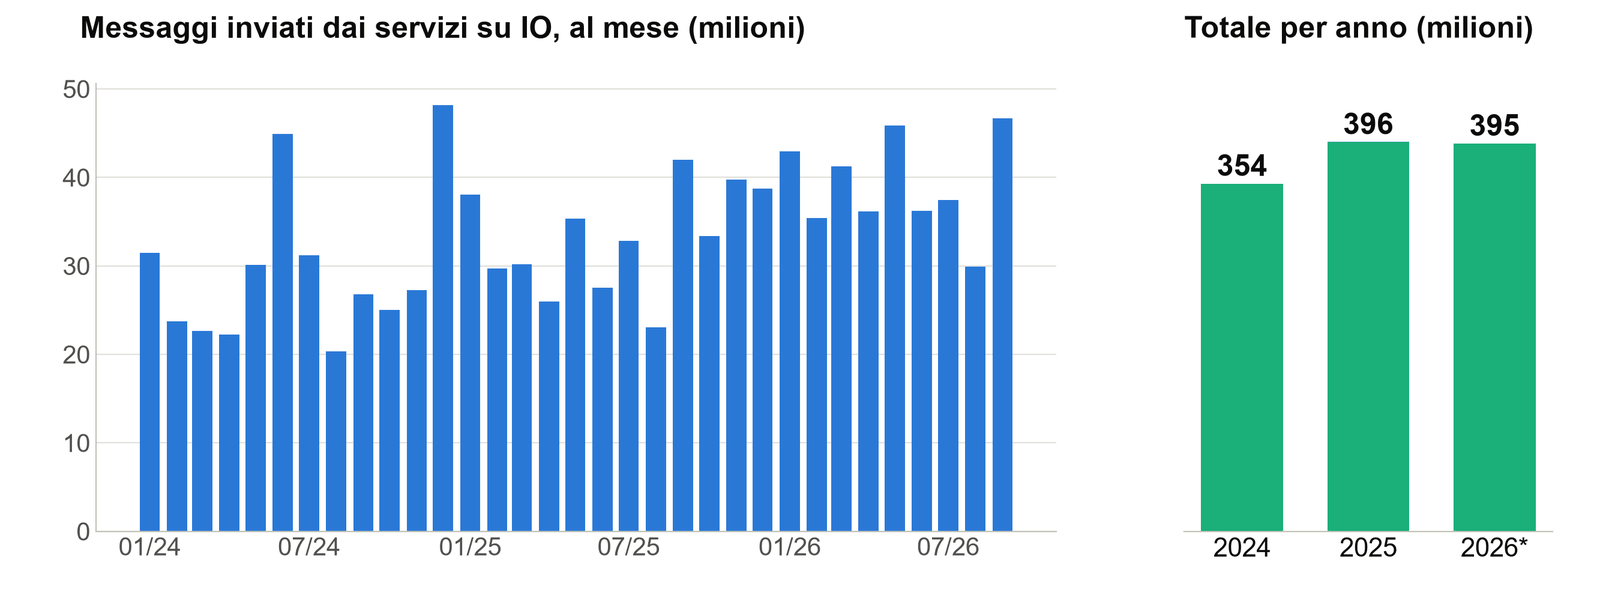 Messaggi inviati dai servizi su IO, al mese (milioni)
50
40
30
20
10
0
01/24 07/24 01/25 07/25 01/26 07/26
Totale per anno (milioni)
354 396 395
2024 2025 2026*